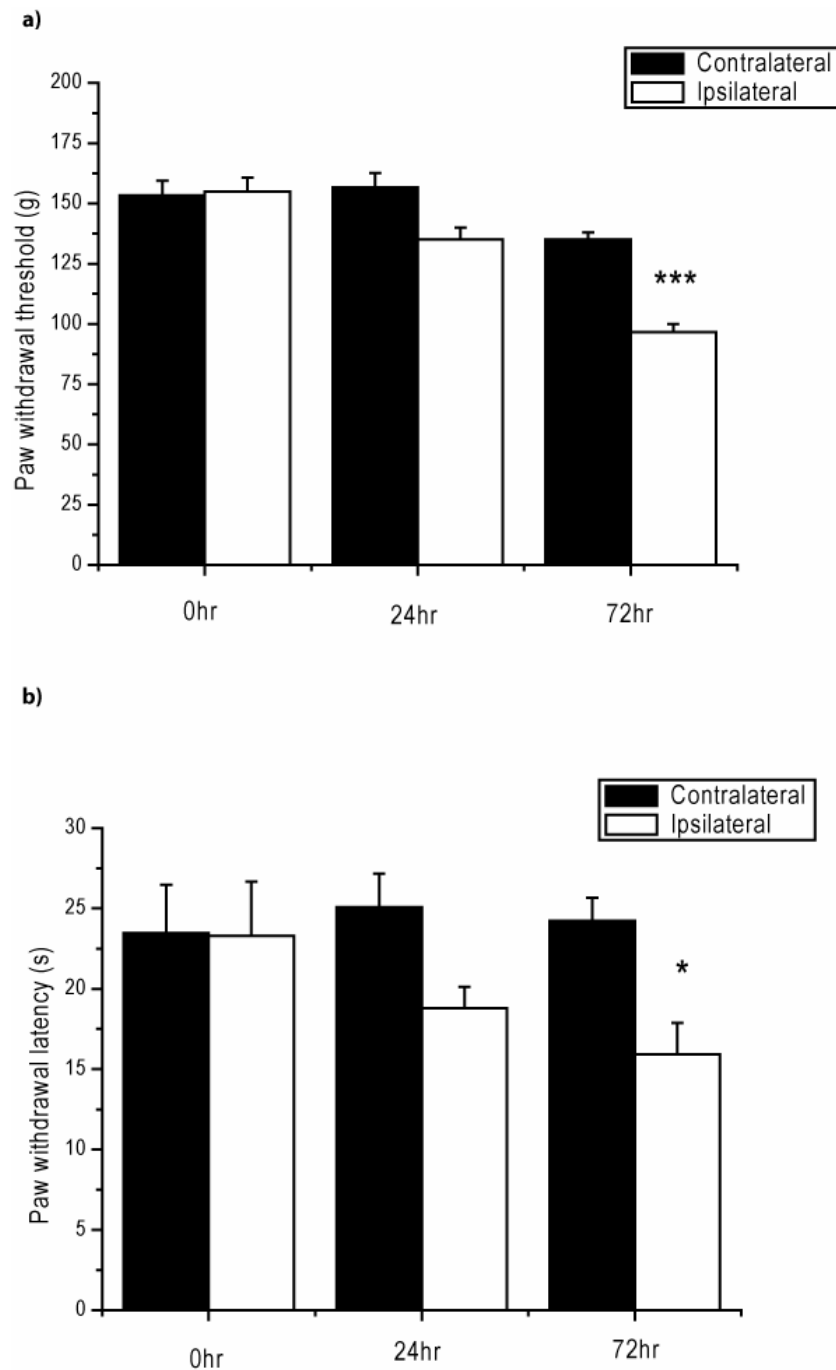 a)
Contralateral
Ipsilateral
200
175
150
125
100
75
50
25
0
Paw withdrawal threshold (g)
***
0hr
24hr
72hr
b)
Contralateral
Ipsilateral
30
25
20
15
10
5
0
Paw withdrawal latency (s)
*
0hr
24hr
72hr